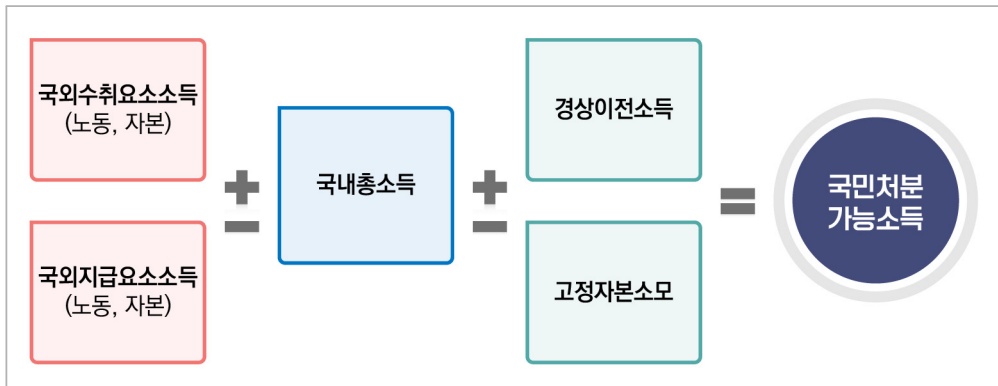 국외수취요소소득
(노동, 자본)
국외지급요소소득
(노동, 자본)
국내총소득
경상이전소득
고정자본소모
국민처분
가능소득